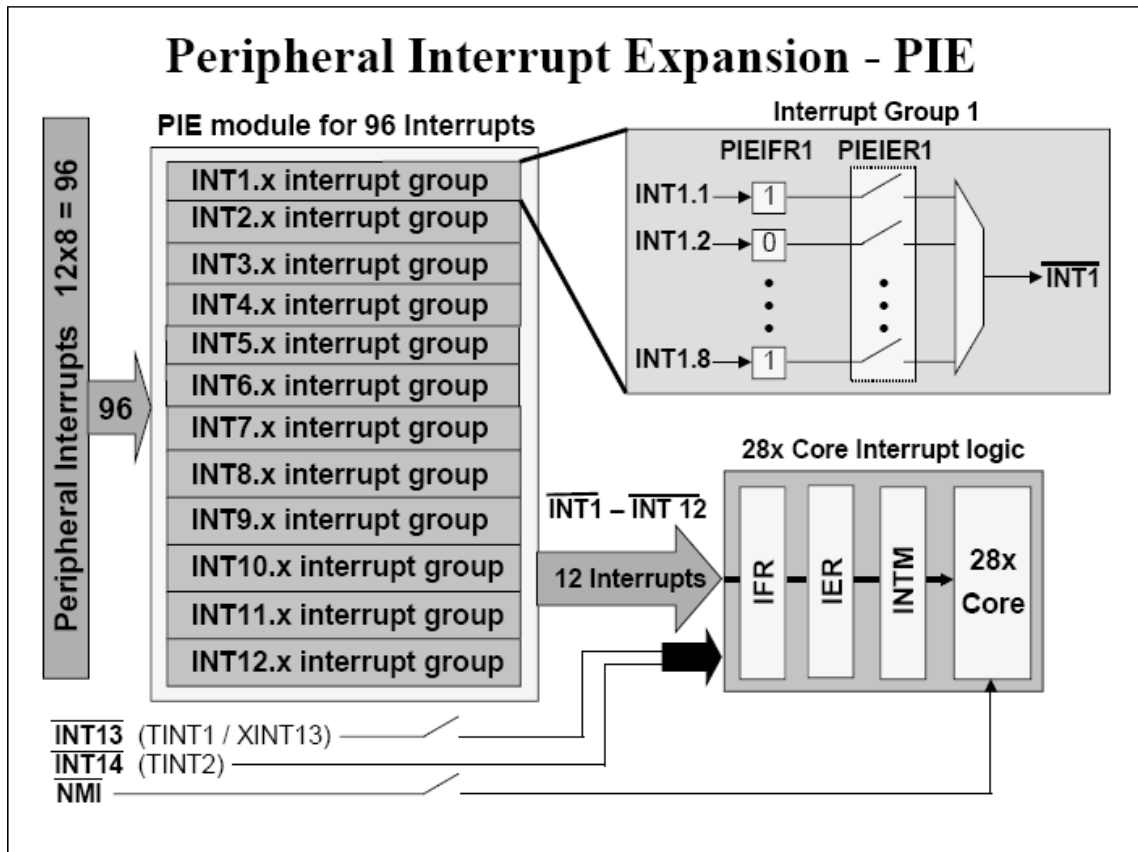 Peripheral Interrupt Expansion - PIE
Peripheral Interrupts 12x8 = 96
96
PIE module for 96 Interrupts
INT1.x interrupt group
INT2.x interrupt group
INT3.x interrupt group
INT4.x interrupt group
INT5.x interrupt group
INT6.x interrupt group
INT7.x interrupt group
INT8.x interrupt group
INT9.x interrupt group
INT10.x interrupt group
INT11.x interrupt group
INT12.x interrupt group
Interrupt Group 1
PIEIFR1 PIEIER1
INT1.1 1
INT1.2 0
INT1.8 1
INT1
28x Core Interrupt logic
INT1 – INT 12
12 Interrupts
IFR
IER
INTM
28x
Core
INT13 (TINT1 / XINT13)
INT14 (TINT2)
NMI